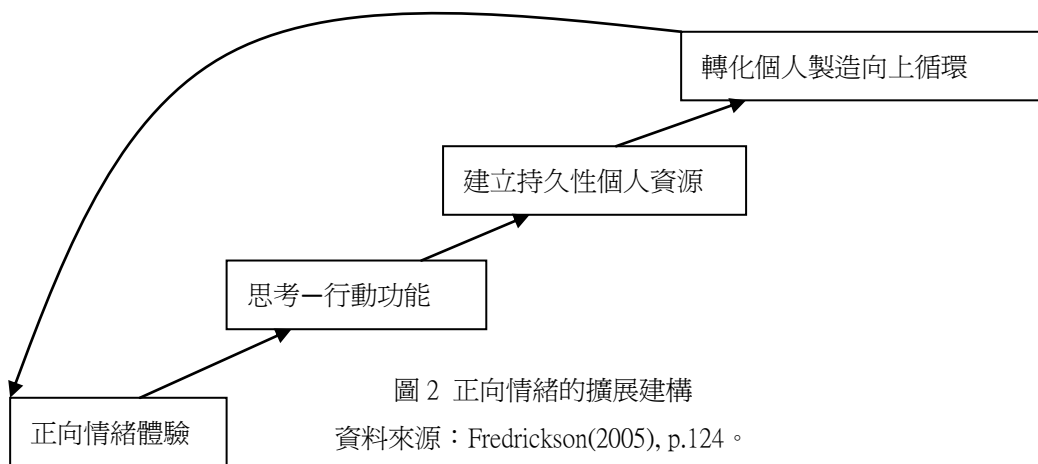 轉化個人製造向上循環
建立持久性個人資源
思考–行動功能
圖 2 正向情緒的擴展建構
正向情緒體驗
資料來源：Fredrickson(2005), p.124。